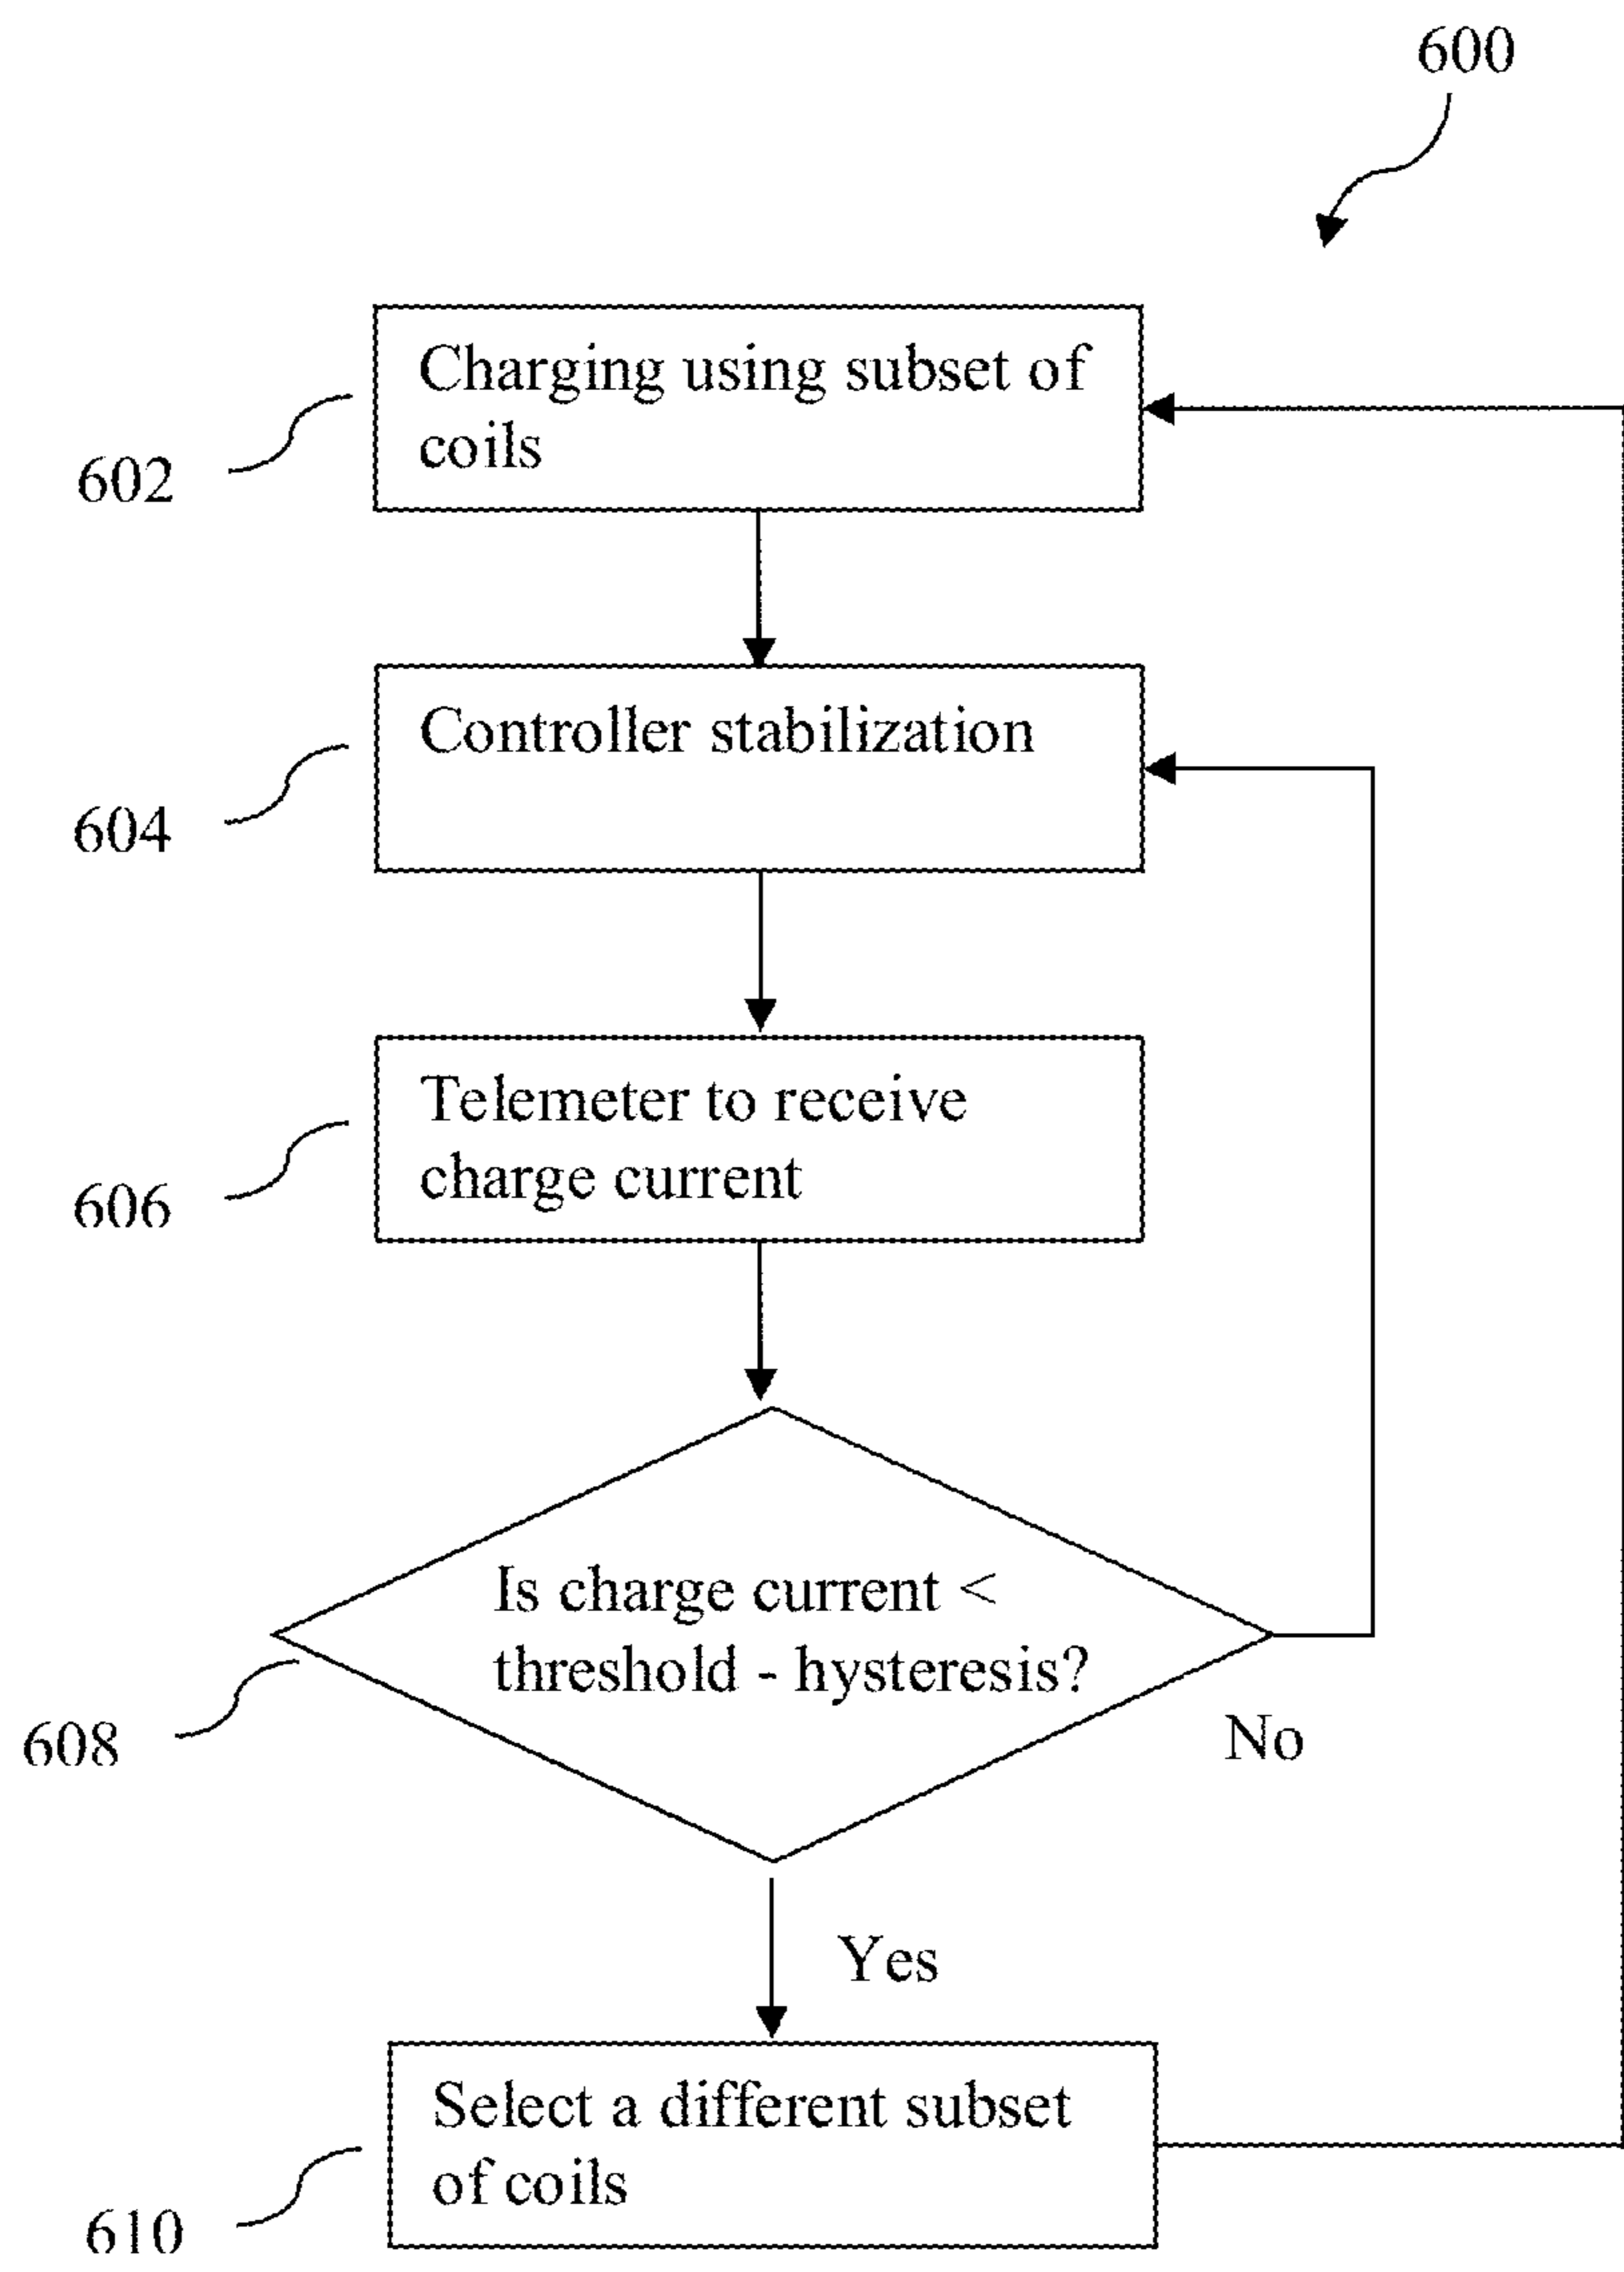 600
Charging using subset of
coils
602
Controller stabilization
604
Telemeter to receive
charge current
606
Is charge current <
threshold - hysteresis?
608
No
Yes
Select a different subset
of coils
610